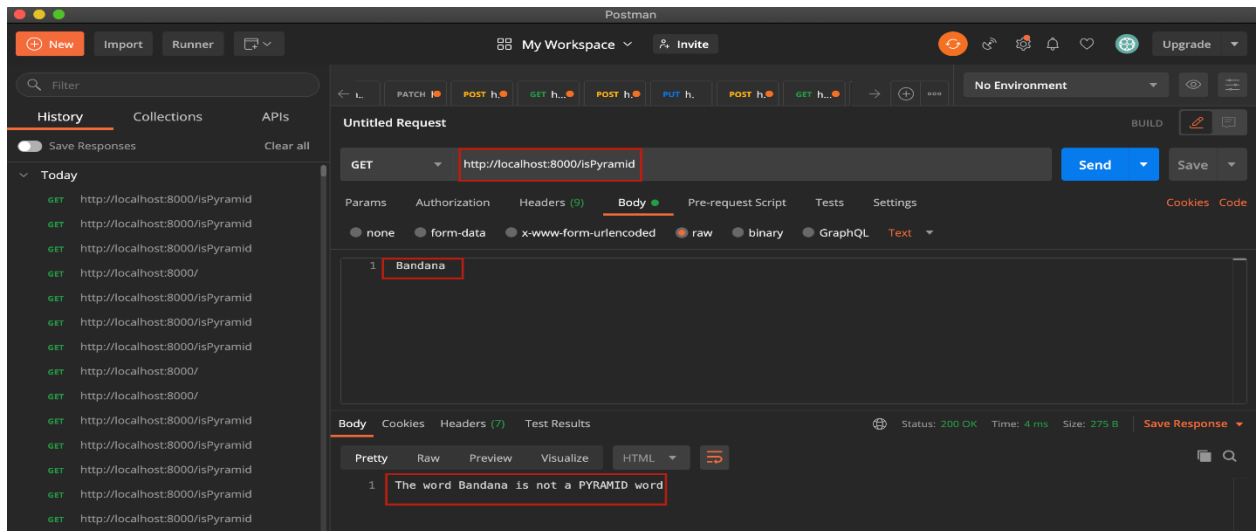 Postman
New Import Runner My Workspace Invite Upgrade
Filter
History Collections APIs
Save Responses Clear all
Today
GET http://localhost:8000/isPyramid
GET http://localhost:8000/isPyramid
GET http://localhost:8000/isPyramid
GET http://localhost:8000/
GET http://localhost:8000/isPyramid
GET http://localhost:8000/isPyramid
GET http://localhost:8000/isPyramid
GET http://localhost:8000/
GET http://localhost:8000/
GET http://localhost:8000/isPyramid
GET http://localhost:8000/isPyramid
GET http://localhost:8000/isPyramid
GET http://localhost:8000/isPyramid
GET http://localhost:8000/isPyramid
PATCH POST h. GET h... POST h. PUT h. POST h. GET h... No Environment
Untitled Request BUILD
GET http://localhost:8000/isPyramid Send Save
Params Authorization Headers (9) Body Pre-request Script Tests Settings Cookies Code
none form-data x-www-form-urlencoded raw binary GraphQL Text
1 Bandana
Body Cookies Headers (7) Test Results Status: 200 OK Time: 4 ms Size: 275 B Save Response
Pretty Raw Preview Visualize HTML
1 The word Bandana is not a PYRAMID word